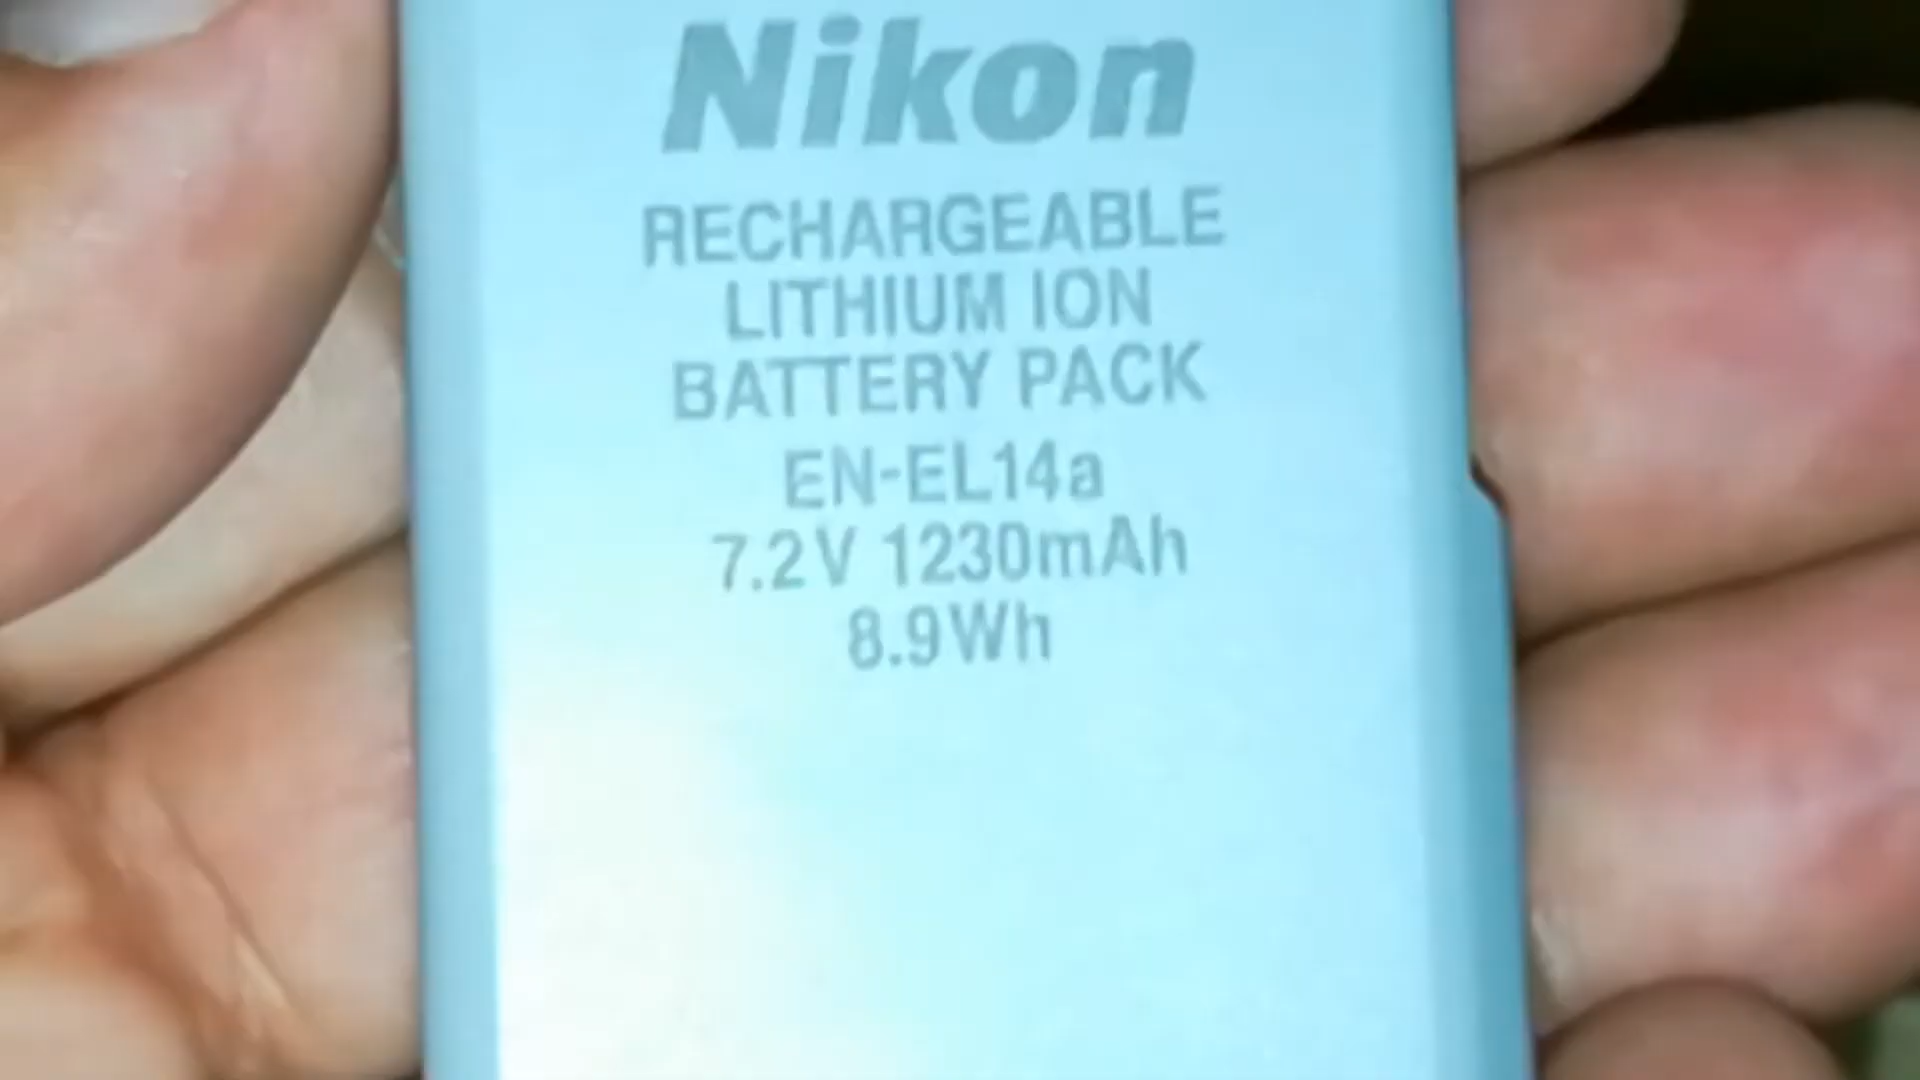 Nikon
RECHARGEABLE
LITHIUM ION
BATTERY PACK
EN-EL14a
7.2V 1230mAh
8.9Wh